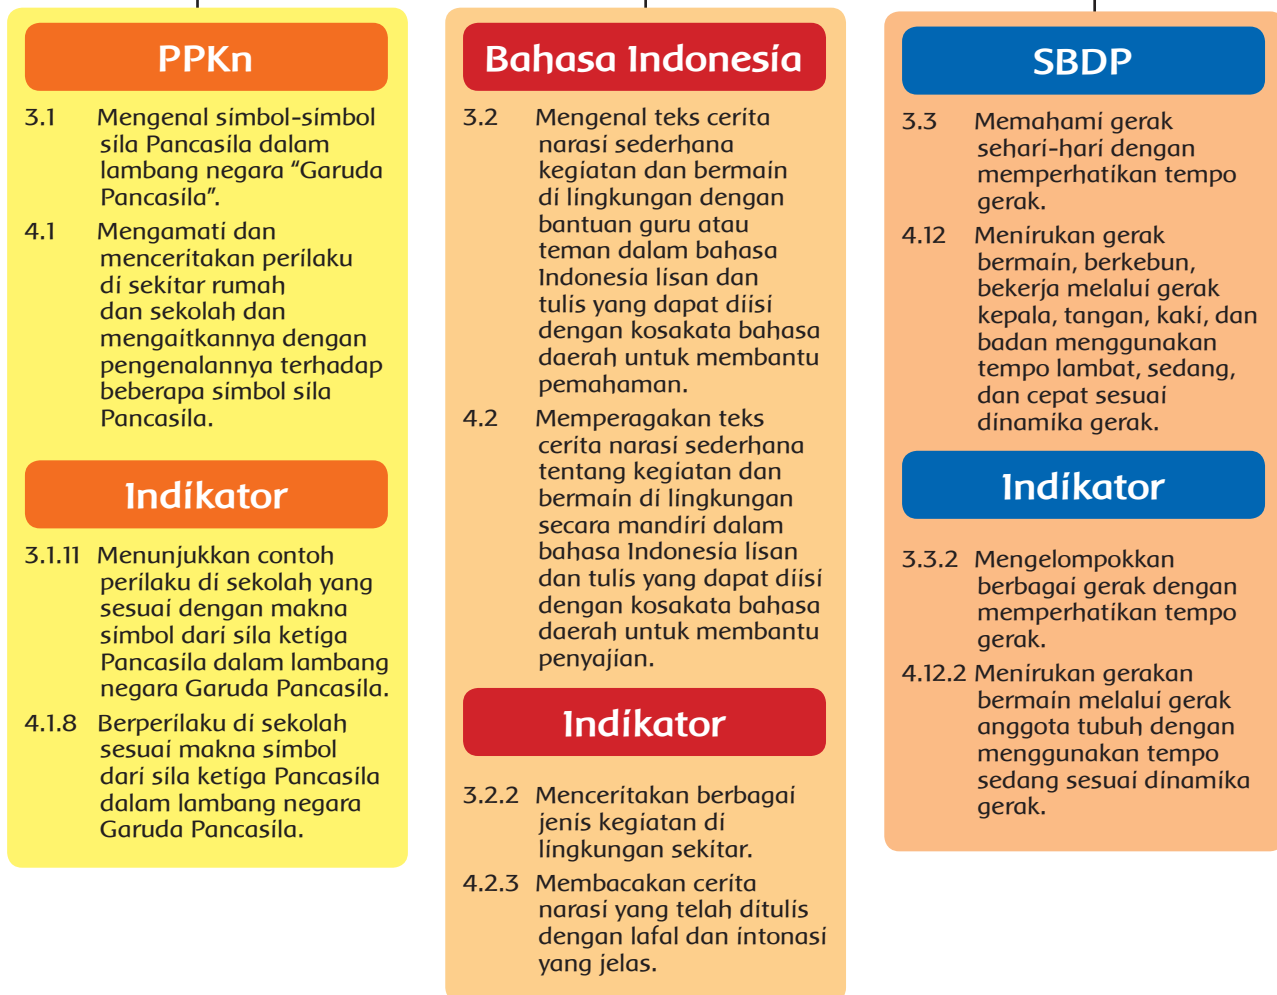 PPKn
3.1 Mengenal simbol-simbol
sila Pancasila dalam
lambang negara “Garuda
Pancasila”.
4.1 Mengamati dan
menceritakan perilaku
di sekitar rumah
dan sekolah dan
mengaitkannya dengan
pengenalannya terhadap
beberapa simbol sila
Pancasila.
Indikator
3.1.11 Menunjukkan contoh
perilaku di sekolah yang
sesuai dengan makna
simbol dari sila ketiga
Pancasila dalam lambang
negara Garuda Pancasila.
4.1.8 Berperilaku di sekolah
sesuai makna simbol
dari sila ketiga Pancasila
dalam lambang negara
Garuda Pancasila.
Bahasa Indonesia
3.2 Mengenal teks cerita
narasi sederhana
kegiatan dan bermain
di lingkungan dengan
bantuan guru atau
teman dalam bahasa
Indonesia lisan dan
tulis yang dapat diisi
dengan kosakata bahasa
daerah untuk membantu
pemahaman.
4.2 Memperagakan teks
cerita narasi sederhana
tentang kegiatan dan
bermain di lingkungan
secara mandiri dalam
bahasa Indonesia lisan
dan tulis yang dapat diisi
dengan kosakata bahasa
daerah untuk membantu
penyajian.
Indikator
3.2.2 Menceritakan berbagai
jenis kegiatan di
lingkungan sekitar.
4.2.3 Membacakan cerita
narasi yang telah ditulis
dengan lafal dan intonasi
yang jelas.
SBDP
3.3 Memahami gerak
sehari-hari dengan
memperhatikan tempo
gerak.
4.12 Menirukan gerak
bermain, berkebun,
bekerja melalui gerak
kepala, tangan, kaki, dan
badan menggunakan
tempo lambat, sedang,
dan cepat sesuai
dinamika gerak.
Indikator
3.3.2 Mengelompokkan
berbagai gerak dengan
memperhatikan tempo
gerak.
4.12.2 Menirukan gerakan
bermain melalui gerak
anggota tubuh dengan
menggunakan tempo
sedang sesuai dinamika
gerak.